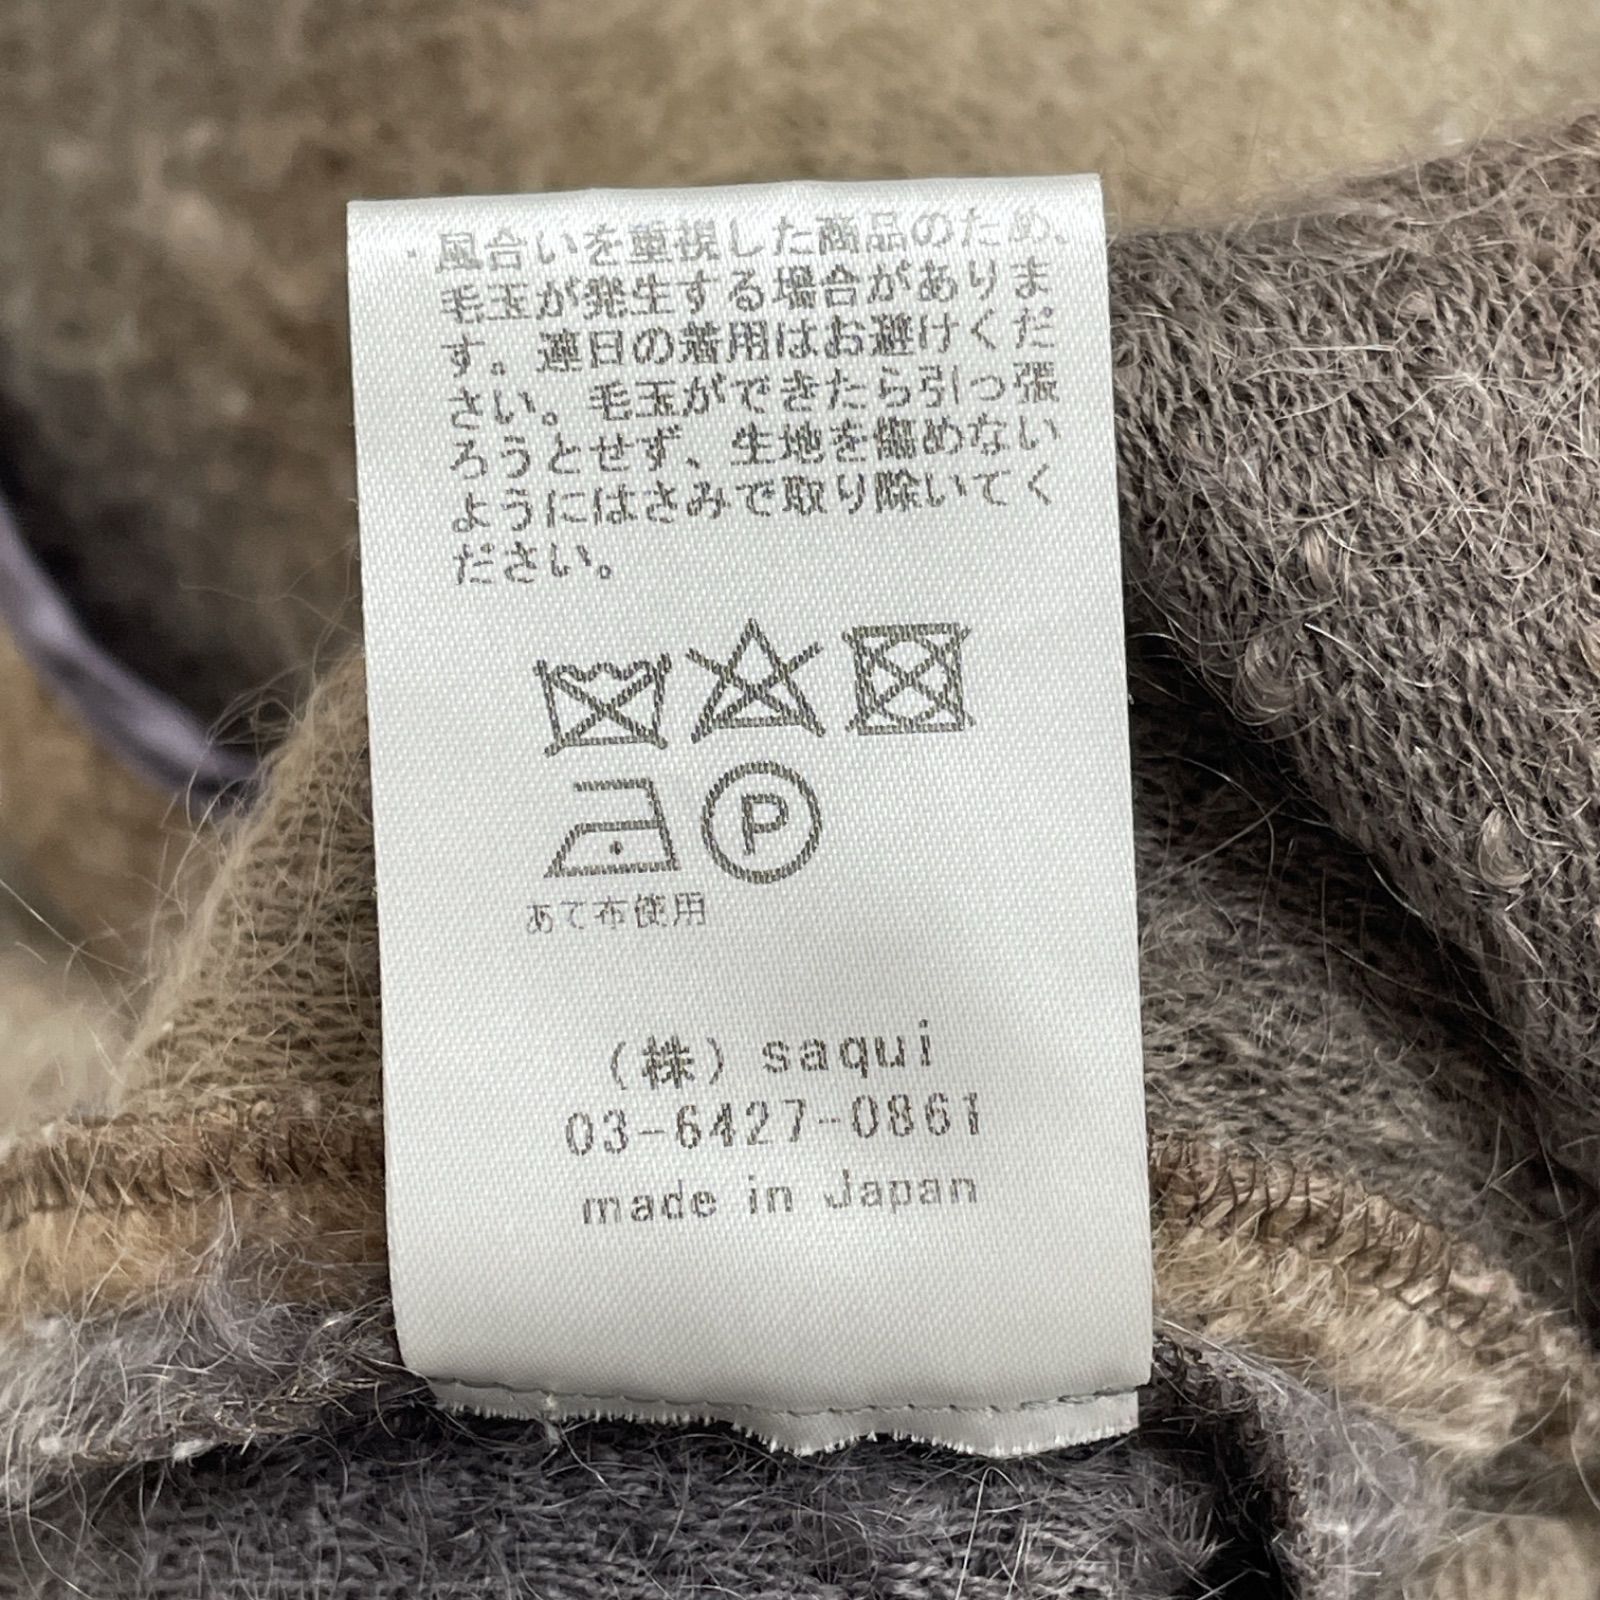 ・風合いを重視した商品のため、
毛玉が発生する場合がありま
す。連日の着用はお避けくだ
さい。毛玉ができたら引っ張
ろうとせず、生地を傷めない
ようにはさみで取り除いてく
ださい。
P
あて布使用
（株）saqui
03-6427-0861
made in Japan